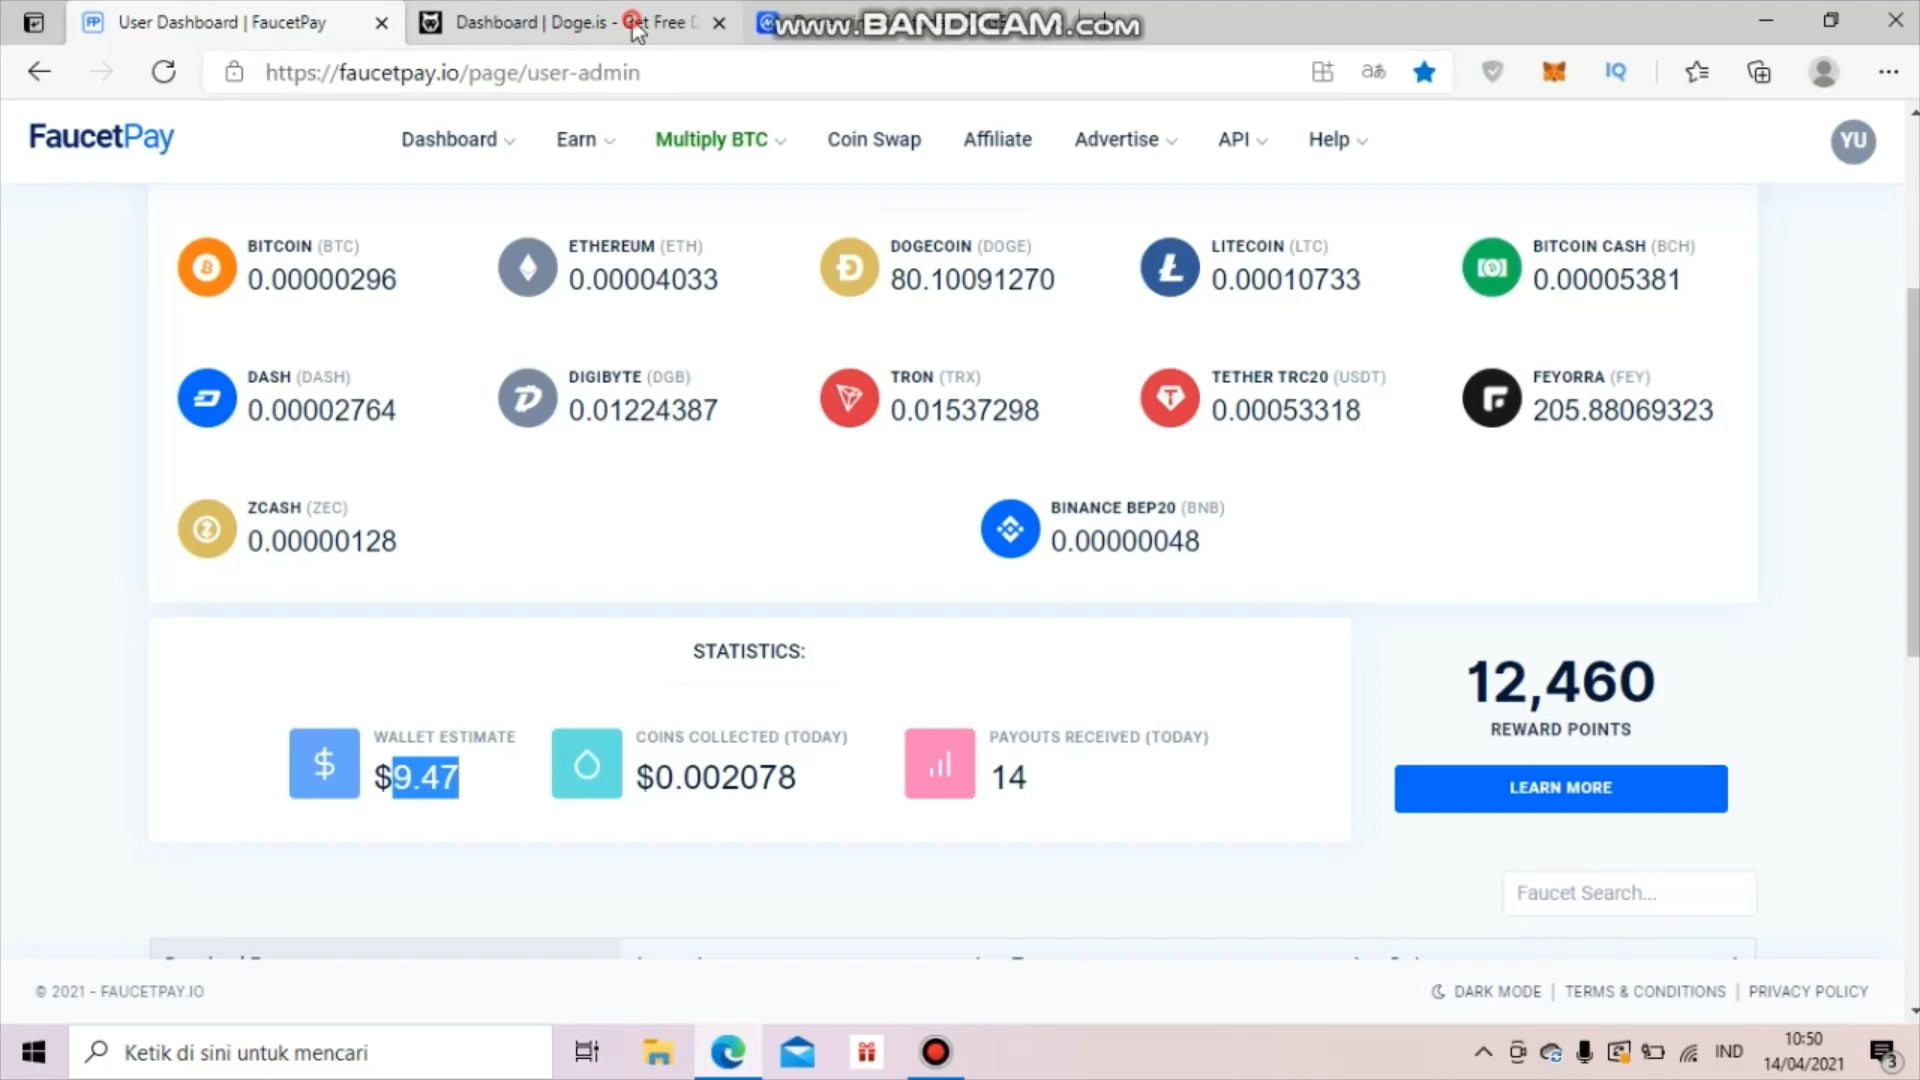 User Dashboard | FaucetPay
Dashboard | Doge.is - Get Free D
www.BANDICAM.com
https://faucetpay.io/page/user-admin
FaucetPay
Dashboard
Earn
Multiply BTC
Coin Swap
Affiliate
Advertise
API
Help
YU
BITCOIN (BTC)
0.00000296
ETHEREUM (ETH)
0.00004033
DOGECOIN (DOGE)
80.10091270
LITECOIN (LTC)
0.00010733
BITCOIN CASH (BCH)
0.00005381
DASH (DASH)
0.00002764
DIGIBYTE (DGB)
0.01224387
TRON (TRX)
0.01537298
TETHER TRC20 (USDT)
0.00053318
FEYORRA (FEY)
205.88069323
ZCASH (ZEC)
0.00000128
BINANCE BEP20 (BNB)
0.00000048
STATISTICS:
WALLET ESTIMATE
$9.47
COINS COLLECTED (TODAY)
$0.002078
PAYOUTS RECEIVED (TODAY)
14
12,460
REWARD POINTS
LEARN MORE
Faucet Search...
© 2021 - FAUCETPAY.IO
DARK MODE | TERMS & CONDITIONS | PRIVACY POLICY
Ketik di sini untuk mencari
IND
10:50
14/04/2021
3